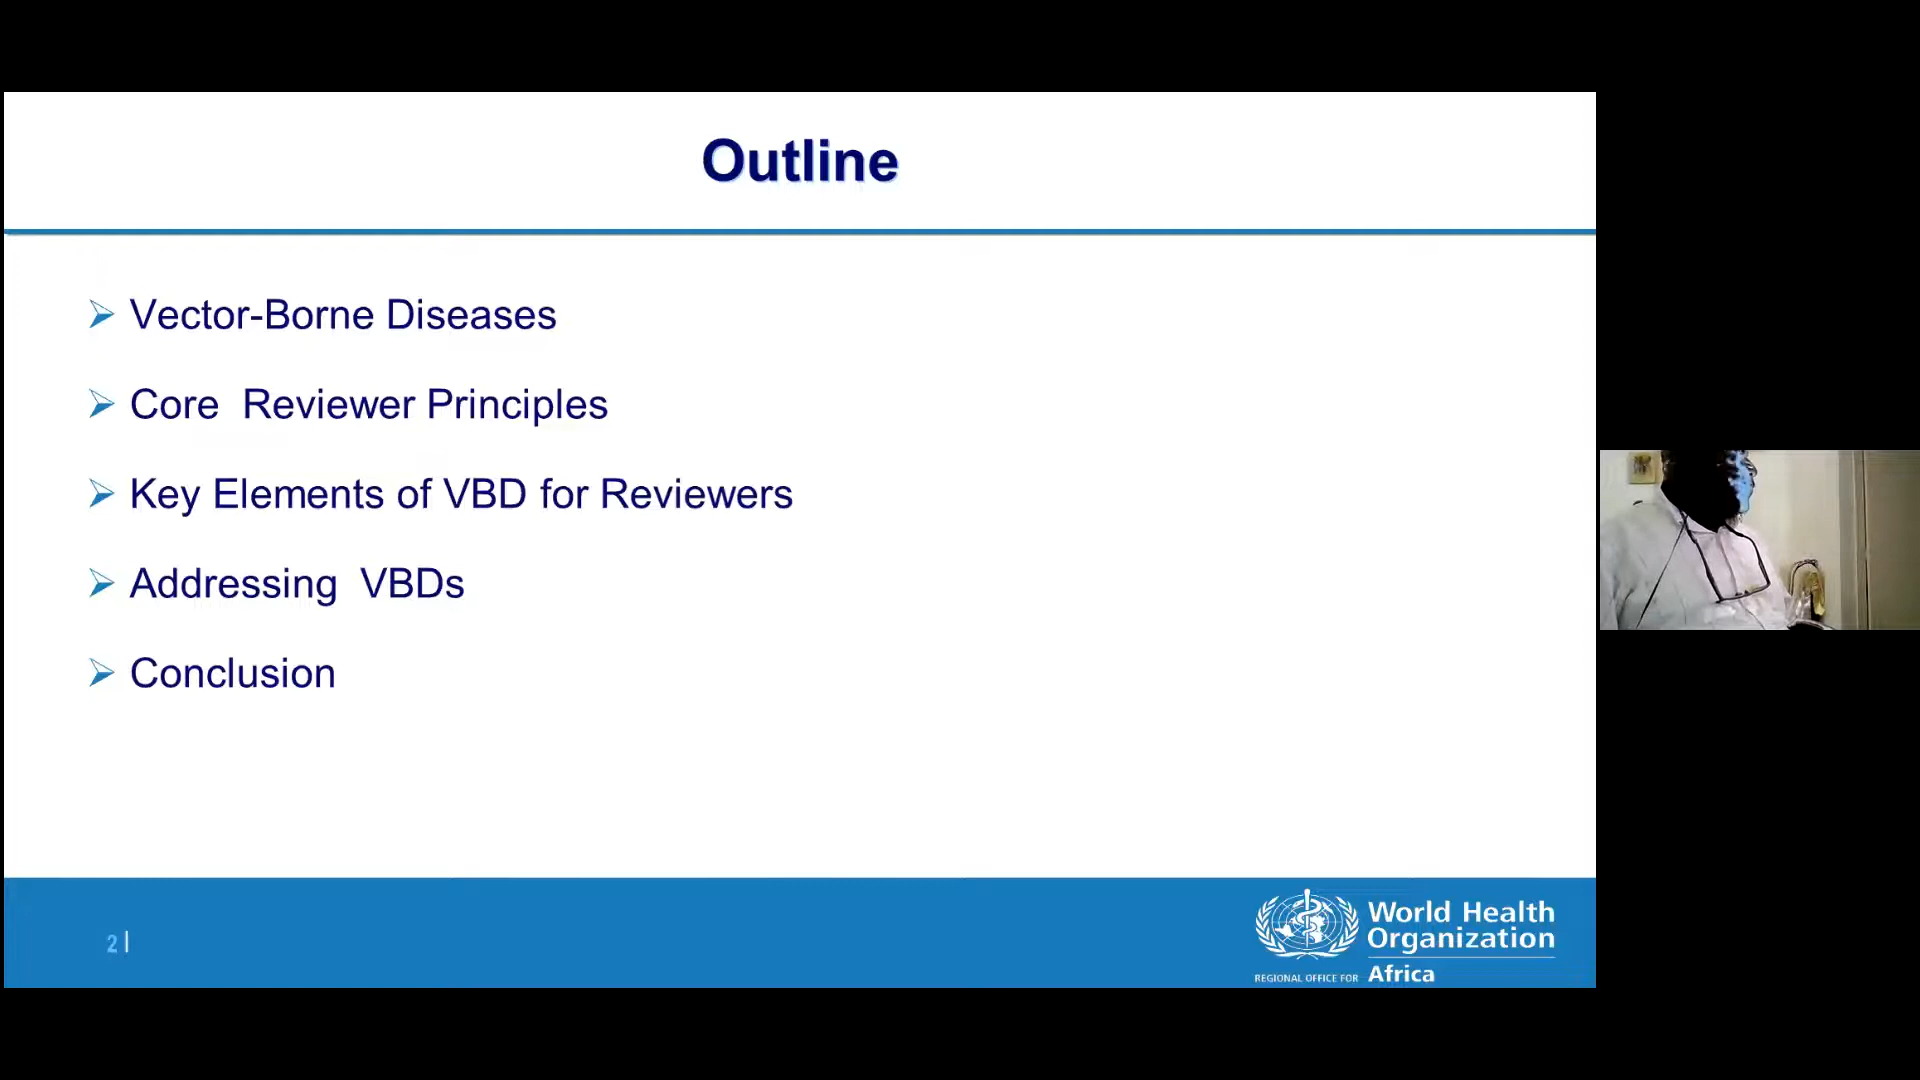 Outline
Vector-Borne Diseases
Core Reviewer Principles
Key Elements of VBD for Reviewers
Addressing VBDs
Conclusion
2|
World Health
Organization
REGIONAL OFFICE FOR Africa